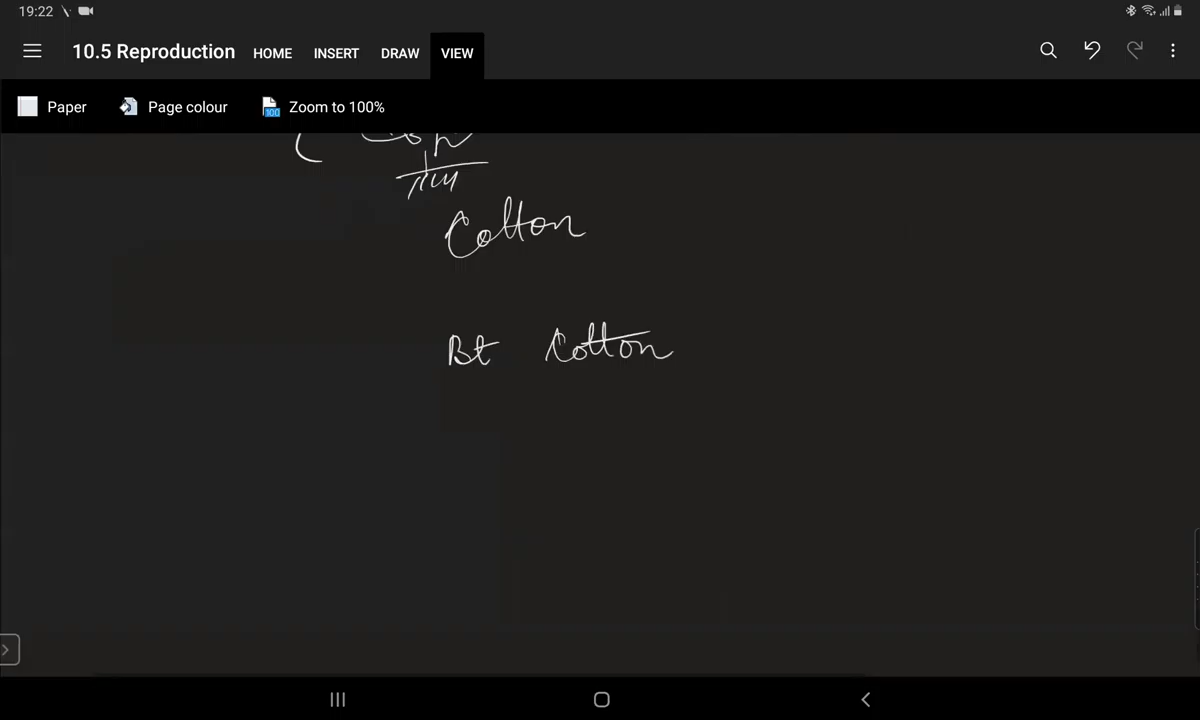 19:22
10.5 Reproduction HOME INSERT DRAW VIEW
Paper Page colour Zoom to 100%
Cotton
Bt Cotton